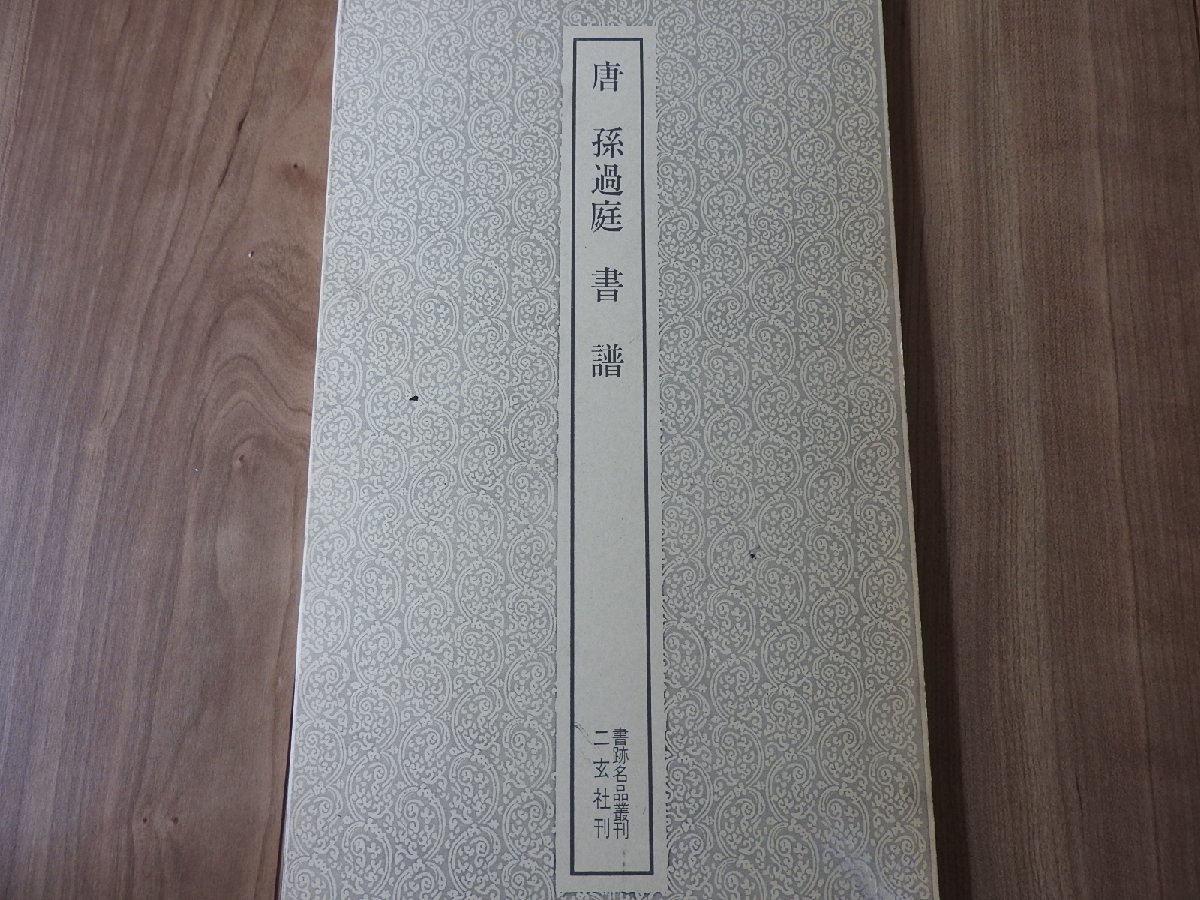 唐 孫過庭 書譜
書跡名品叢刊
二玄社刊